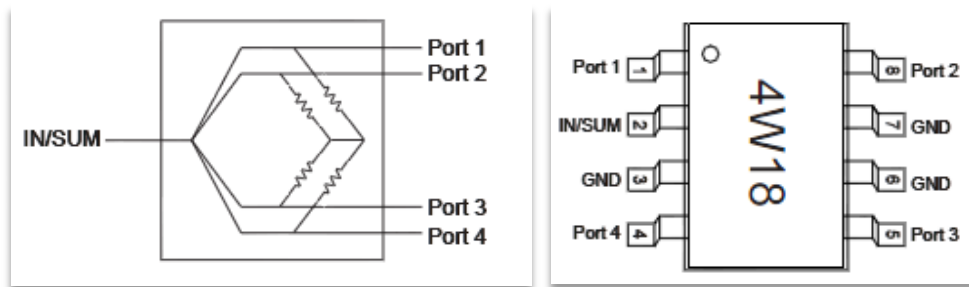 Port 1
Port 2
IN/SUM
Port 3
Port 4
Port 1 1
8 Port 2
IN/SUM 2
7 GND
GND 3
6 GND
Port 4 4
5 Port 3
4W18